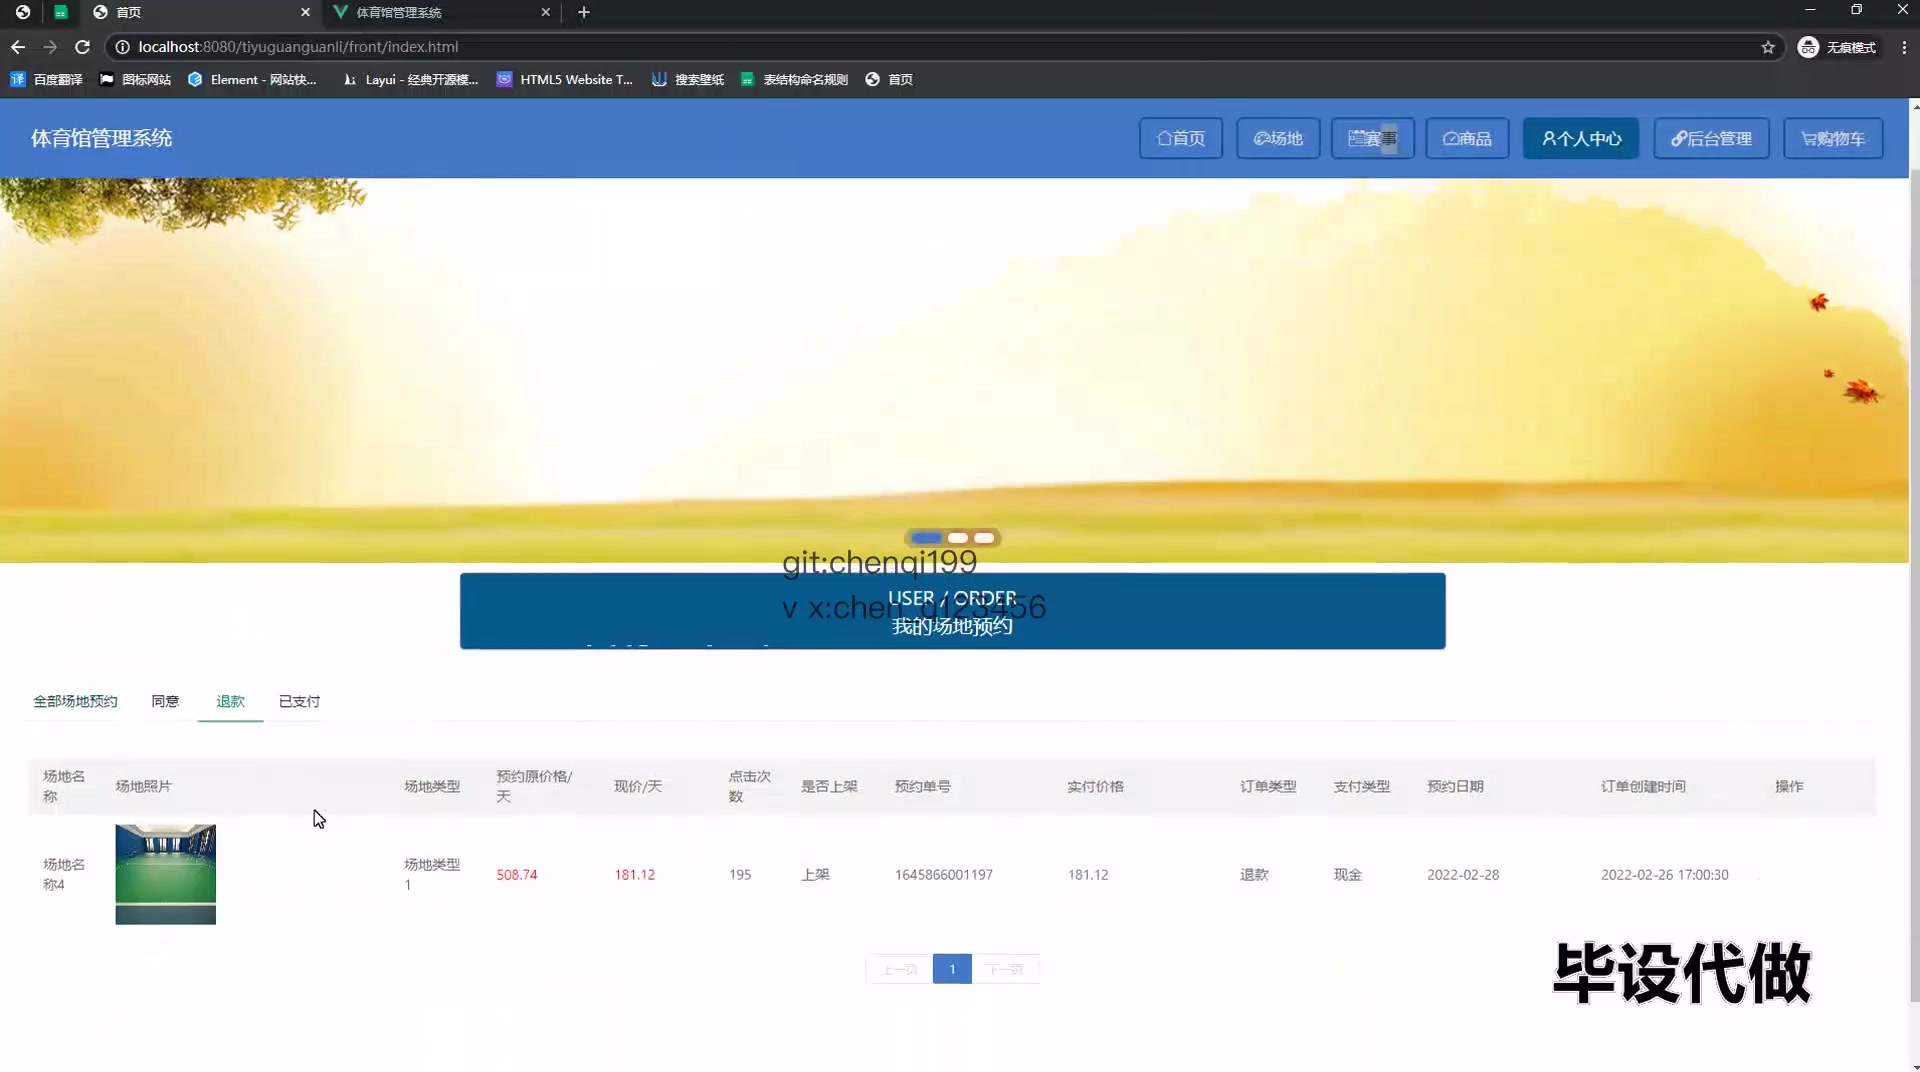 首页
体育馆管理系统
localhost:8080/tiyuguanguanli/front/index.html
无痕模式
百度翻译
图标网站
Element - 网站快...
Layui - 经典开源模...
HTML5 Website T...
搜索壁纸
表结构命名规则
首页
体育馆管理系统
首页
场地
赛事
商品
个人中心
后台管理
购物车
git:chenqi199
USER / ORDER
v x:chen_q123456
我的场地预约
全部场地预约
同意
退款
已支付
场地名称
场地照片
场地类型
预约原价格/天
现价/天
点击次数
是否上架
预约单号
实付价格
订单类型
支付类型
预约日期
订单创建时间
操作
场地名称4
场地类型1
508.74
181.12
195
上架
1645866001197
181.12
退款
现金
2022-02-28
2022-02-26 17:00:30
上一页
1
下一页
毕设代做